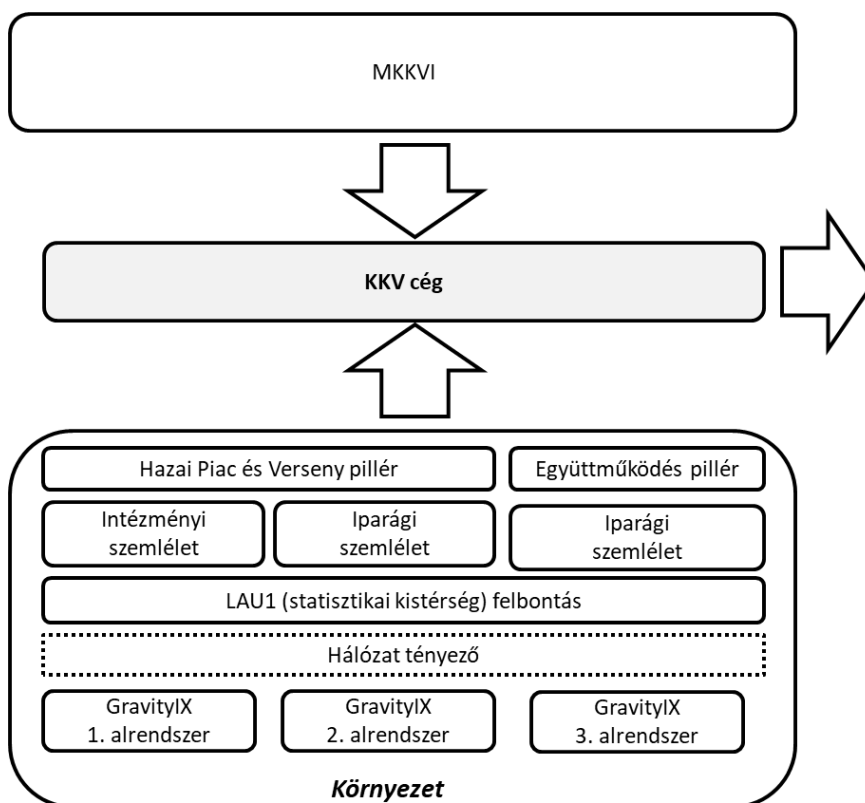 MKKVI
KKV cég
Hazai Piac és Verseny pillér
Együttműködés pillér
Intézményi
szemlélet
Iparági
szemlélet
Iparági
szemlélet
LAU1 (statisztikai kistérség) felbontás
Hálózat tényező
GravityIX
1. alrendszer
GravityIX
2. alrendszer
GravityIX
3. alrendszer
Környezet